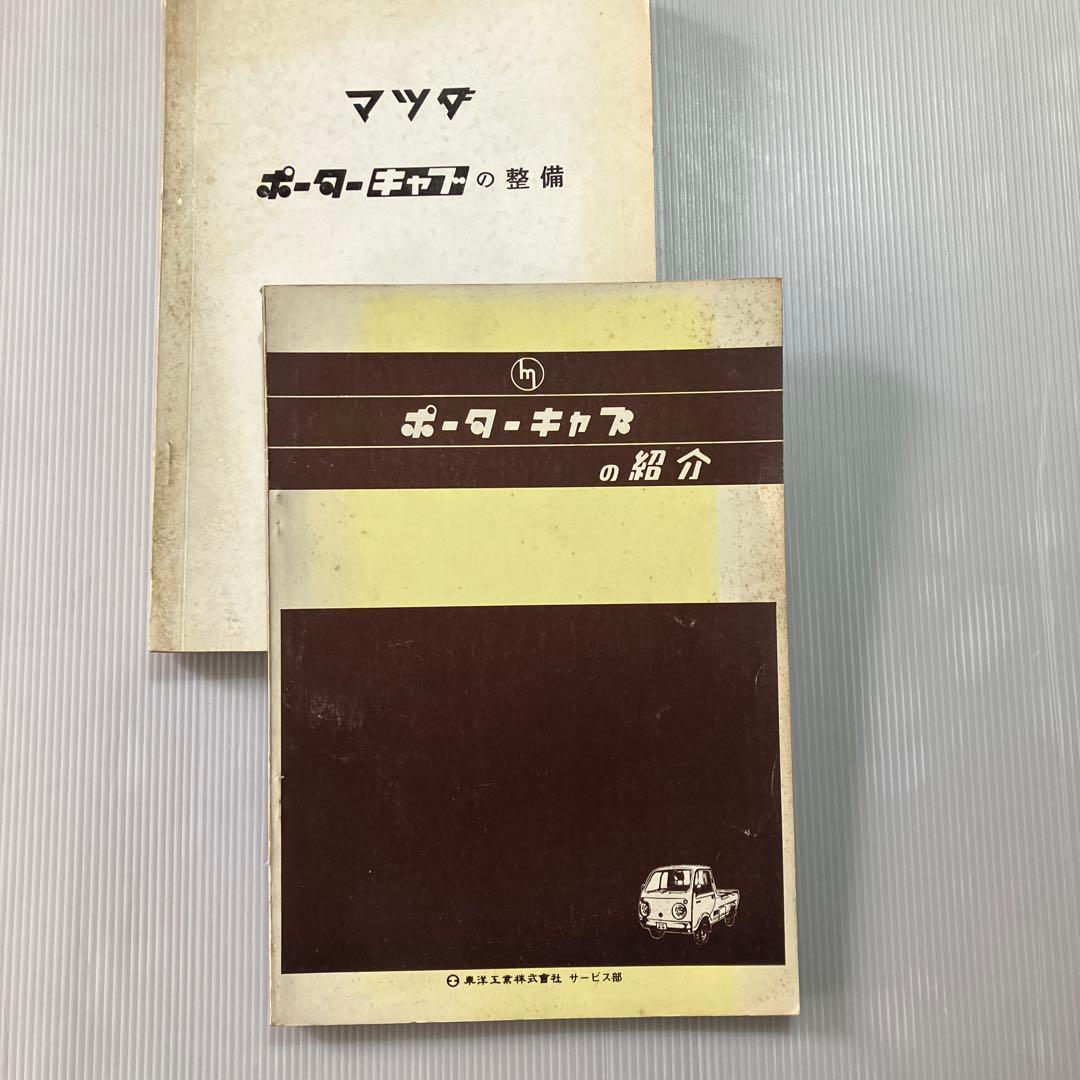 マツダ
ポーターキャブの整備
ポーターキャブ
の紹介
東洋工業株式會社 サービス部